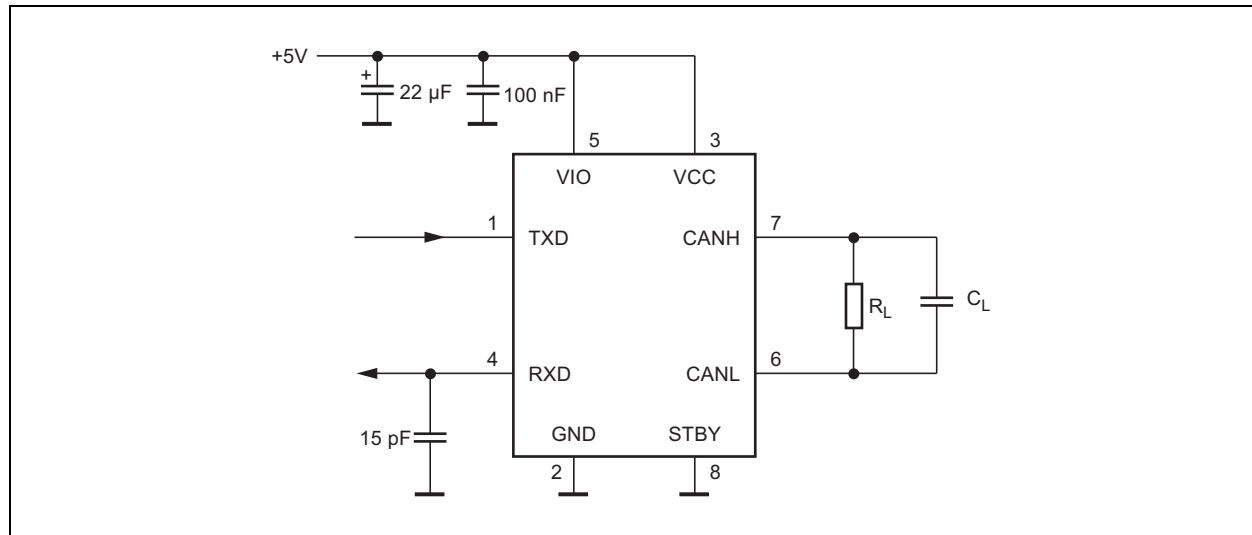 +5V
+
22 µF
100 nF
5
3
VIO
VCC
1
TXD
CANH
7
R_L
C_L
4
RXD
CANL
6
15 pF
GND
STBY
2
8